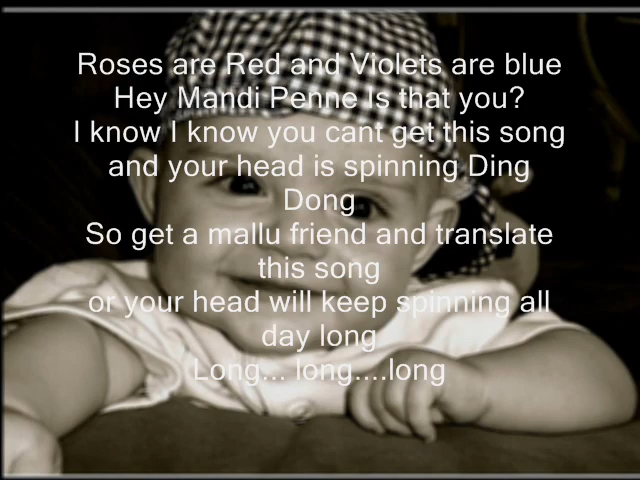 Roses are Red and Violets are blue
Hey Mandi Penne Is that you?
I know I know you cant get this song
and your head is spinning Ding
Dong
So get a mallu friend and translate
this song
or your head will keep spinning all
day long
Long... long....long